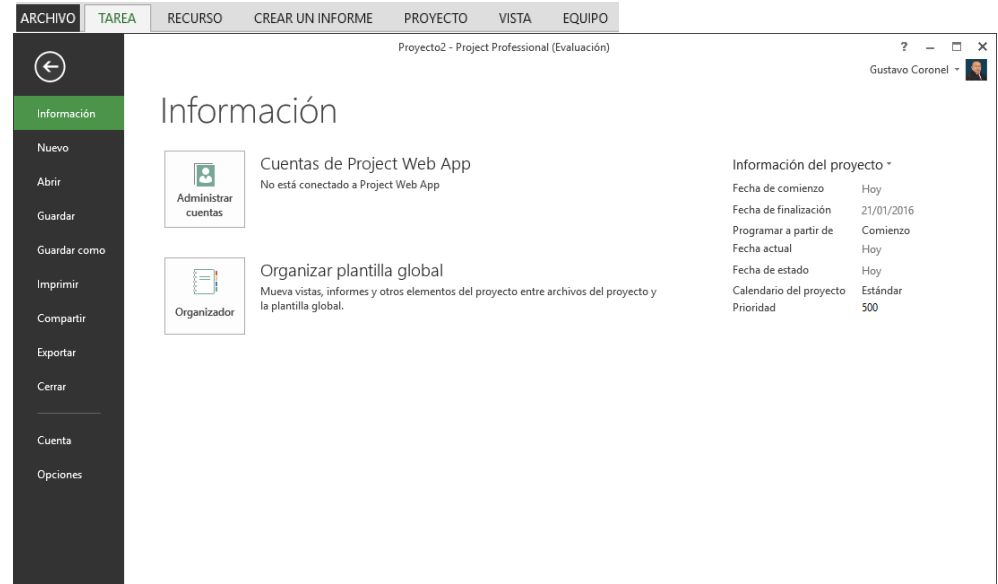 ARCHIVO TAREA RECURSO CREAR UN INFORME PROYECTO VISTA EQUIPO
Proyecto2 - Project Professional (Evaluación)
?
Gustavo Coronel
Información
Nuevo
Abrir
Guardar
Guardar como
Imprimir
Compartir
Exportar
Cerrar
Cuenta
Opciones
Información
Administrar
cuentas
Cuentas de Project Web App
No está conectado a Project Web App
Organizador
Organizar plantilla global
Mueva vistas, informes y otros elementos del proyecto entre archivos del proyecto y
la plantilla global.
Información del proyecto
Fecha de comienzo Hoy
Fecha de finalización 21/01/2016
Programar a partir de Comienzo
Fecha actual Hoy
Fecha de estado Hoy
Calendario del proyecto Estándar
Prioridad 500